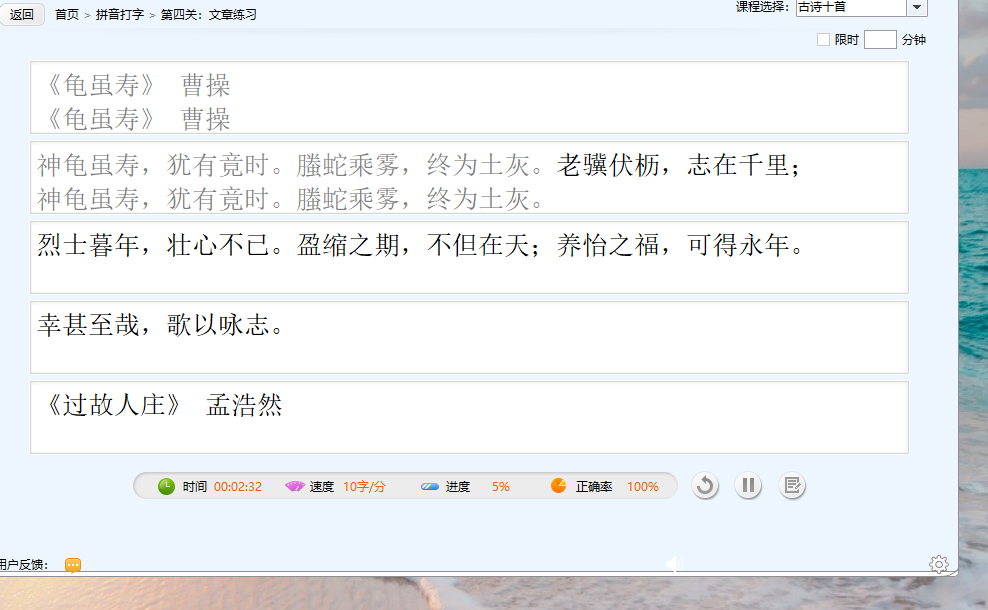 返回 首页 > 拼音打字 > 第四关：文章练习 课程选择： 古诗十首
限时 分钟
《龟虽寿》 曹操
《龟虽寿》 曹操
神龟虽寿，犹有竟时。螣蛇乘雾，终为土灰。老骥伏枥，志在千里；
神龟虽寿，犹有竟时。螣蛇乘雾，终为土灰。
烈士暮年，壮心不已。盈缩之期，不但在天；养怡之福，可得永年。
幸甚至哉，歌以咏志。
《过故人庄》 孟浩然
时间 00:02:32 速度 10字/分 进度 5% 正确率 100%
用户反馈：